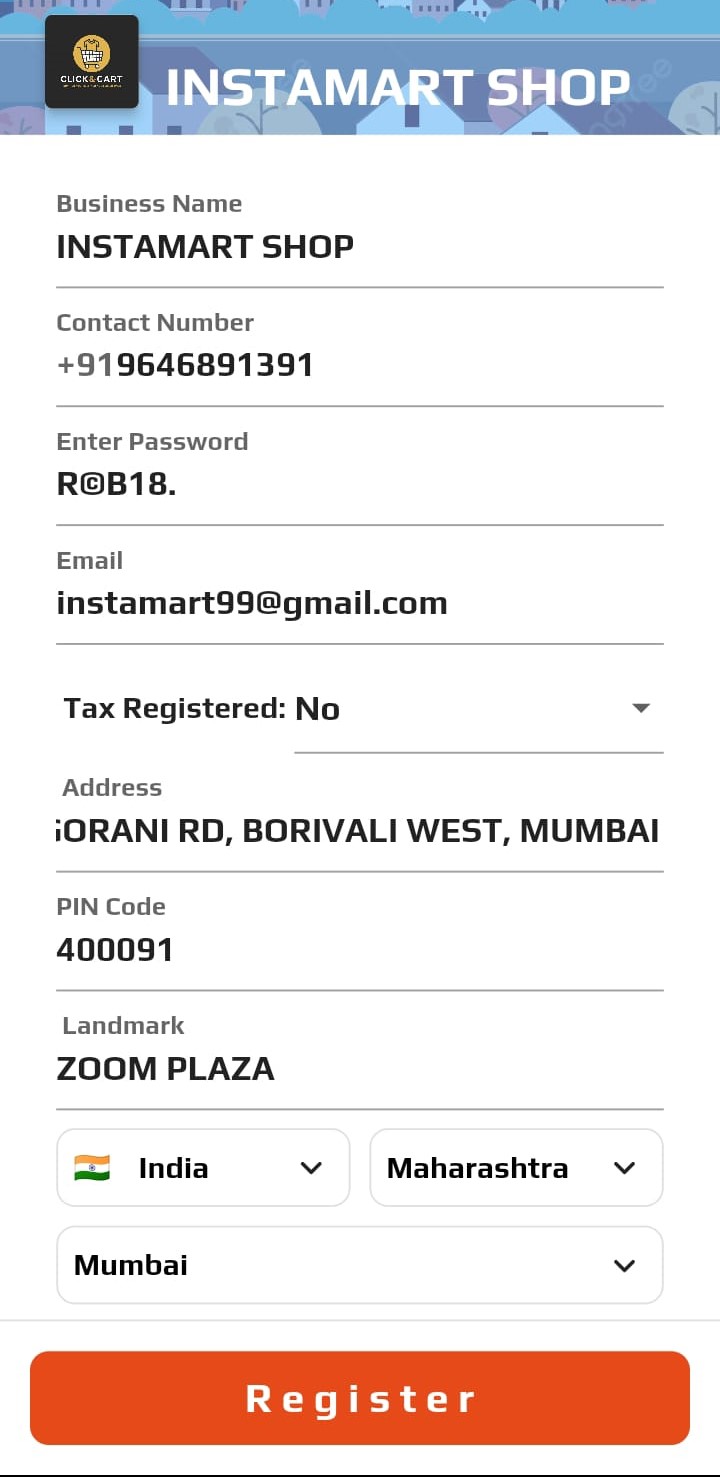 CLICK&CART
INSTAMART SHOP
Business Name
INSTAMART SHOP
Contact Number
+919646891391
Enter Password
R©B18.
Email
instamart99@gmail.com
Tax Registered: No
Address
GORANI RD, BORIVALI WEST, MUMBAI
PIN Code
400091
Landmark
ZOOM PLAZA
India
Maharashtra
Mumbai
Register